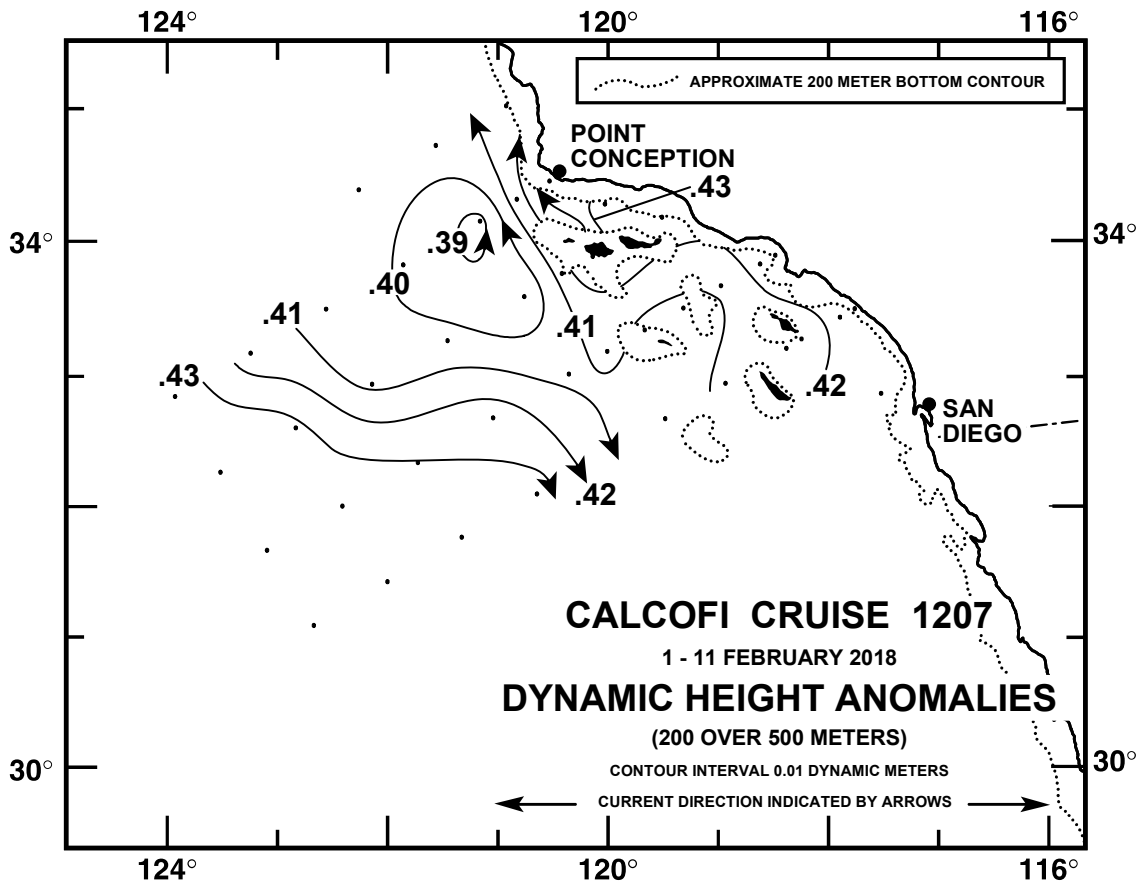 124° 120° 116°
APPROXIMATE 200 METER BOTTOM CONTOUR
POINT
CONCEPTION
.43
34° 34°
.39
.40
.41
.41
.43
.42
SAN
DIEGO
.42
CALCOFI CRUISE 1207
1 - 11 FEBRUARY 2018
DYNAMIC HEIGHT ANOMALIES
(200 OVER 500 METERS)
30° 30°
CONTOUR INTERVAL 0.01 DYNAMIC METERS
CURRENT DIRECTION INDICATED BY ARROWS
124° 120° 116°